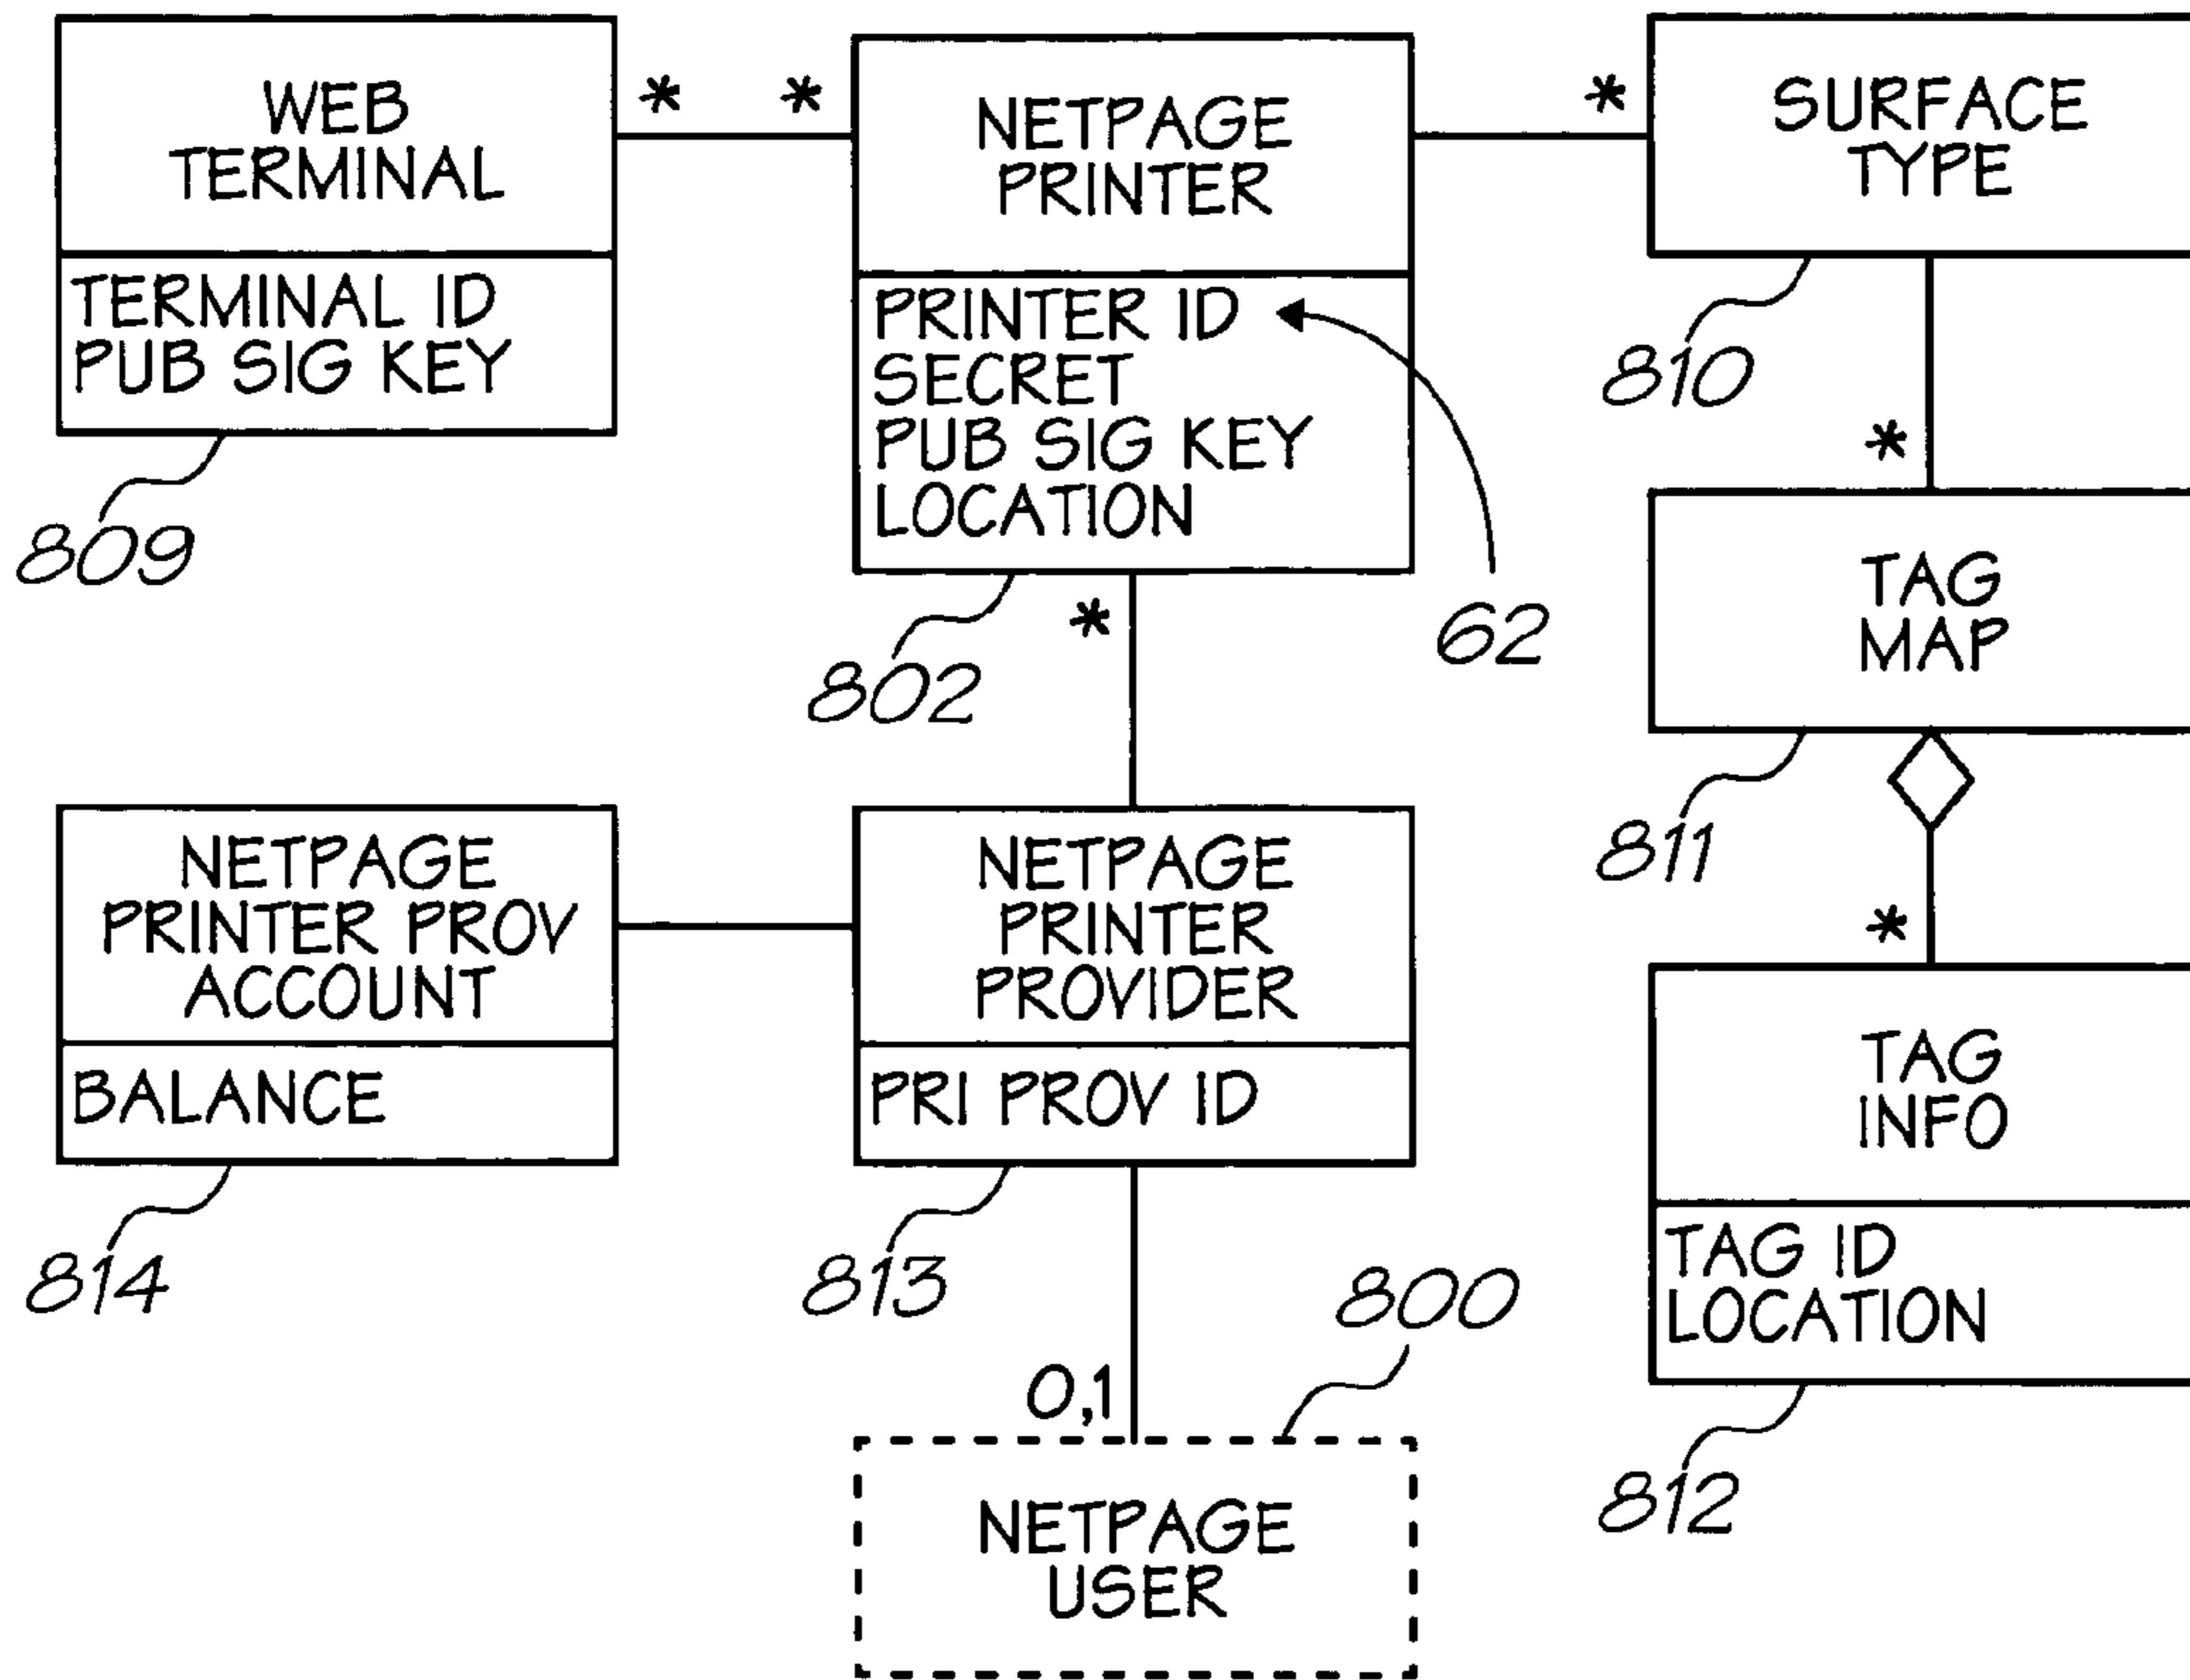 WEB
TERMINAL
TERMINAL ID
PUB SIG KEY
809
* *
NETPAGE
PRINTER
PRINTER ID
SECRET
PUB SIG KEY
LOCATION
62
802
*
*
SURFACE
TYPE
810
*
TAG
MAP
811
*
TAG
INFO
TAG ID
LOCATION
812
NETPAGE
PRINTER PROV
ACCOUNT
BALANCE
814
NETPAGE
PRINTER
PROVIDER
PRI PROV ID
813
0,1
800
NETPAGE
USER